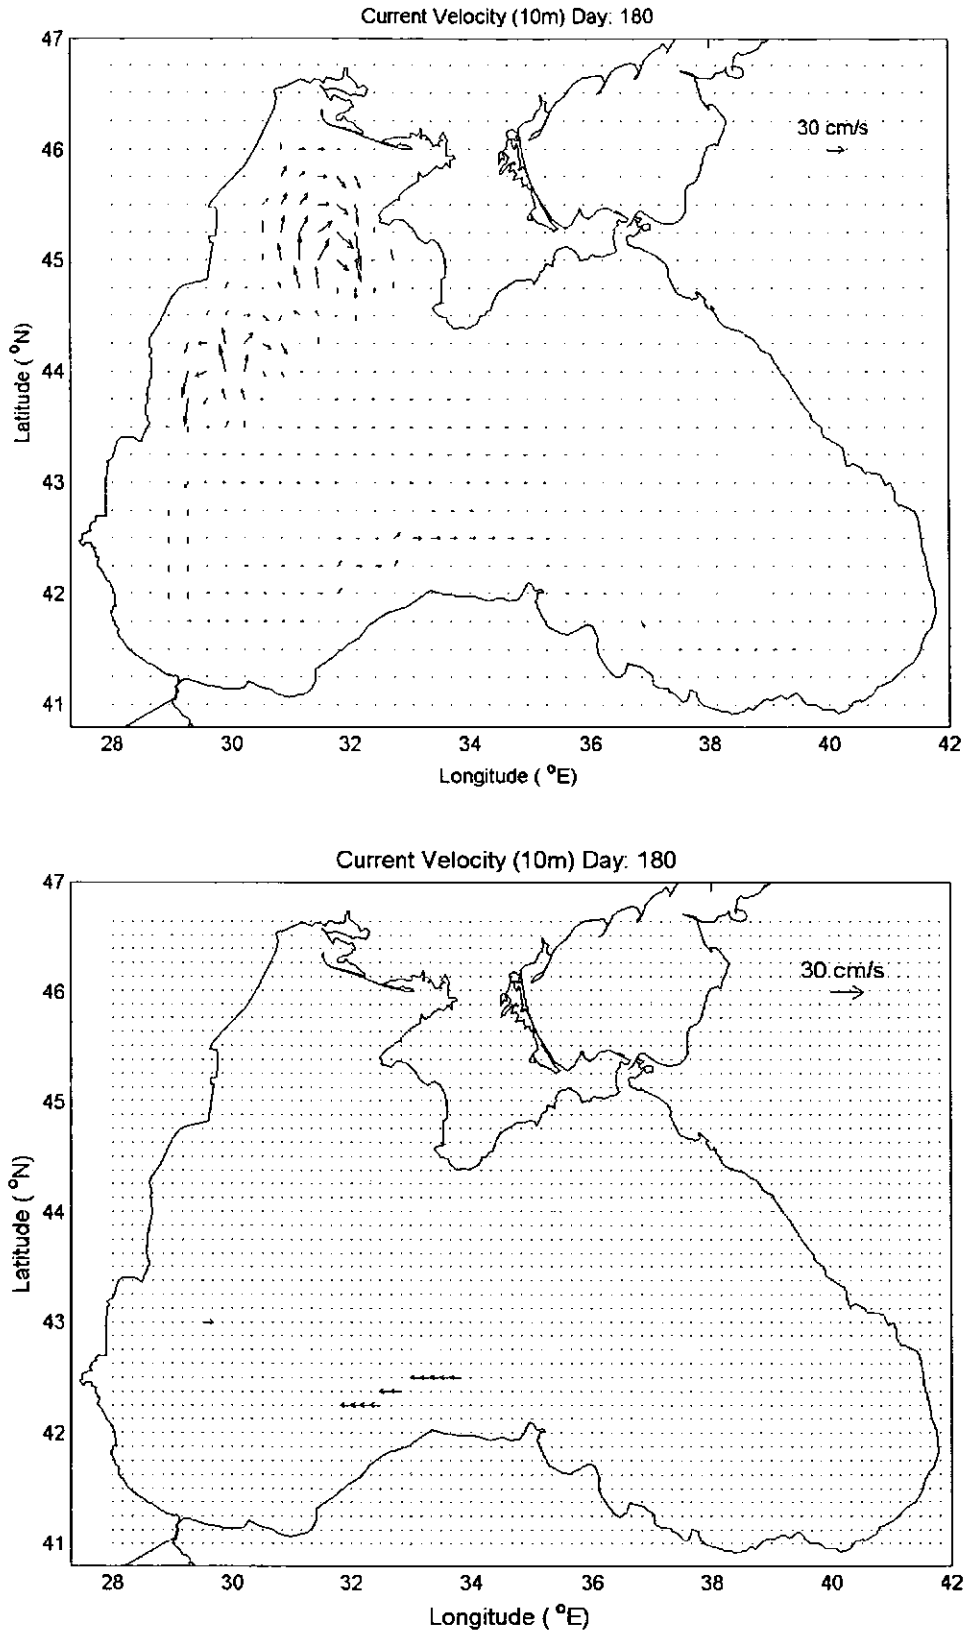 Current Velocity (10m) Day: 180
47
46
45
44
43
42
41
Latitude ( °N)
30 cm/s
28 30 32 34 36 38 40 42
Longitude ( °E)
Current Velocity (10m) Day: 180
47
46
45
44
43
42
41
Latitude ( °N)
30 cm/s
28 30 32 34 36 38 40 42
Longitude ( °E)